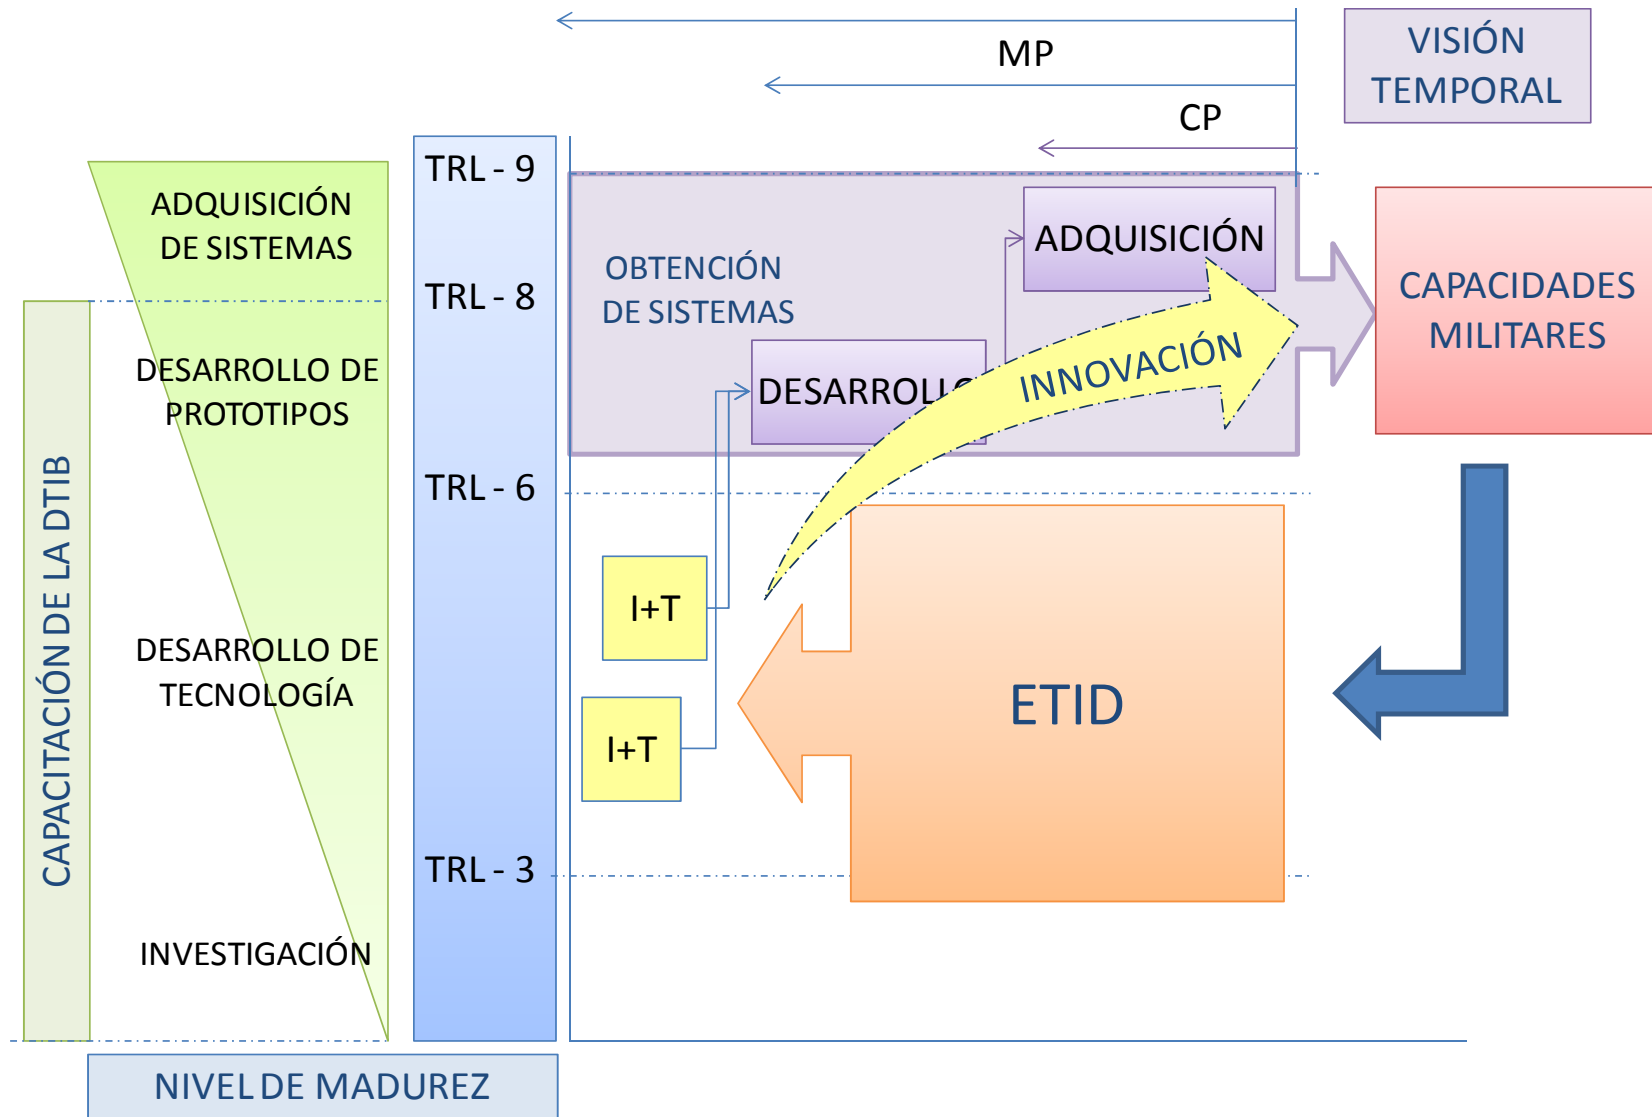 MP
CP
VISIÓN
TEMPORAL
TRL - 9
TRL - 8
TRL - 6
TRL - 3
ADQUISICIÓN
DE SISTEMAS
DESARROLLO DE
PROTOTIPOS
DESARROLLO DE
TECNOLOGÍA
INVESTIGACIÓN
CAPACITACIÓN DE LA DTIB
NIVEL DE MADUREZ
OBTENCIÓN
DE SISTEMAS
ADQUISICIÓN
DESARROLLO
INNOVACIÓN
CAPACIDADES
MILITARES
I+T
I+T
ETID